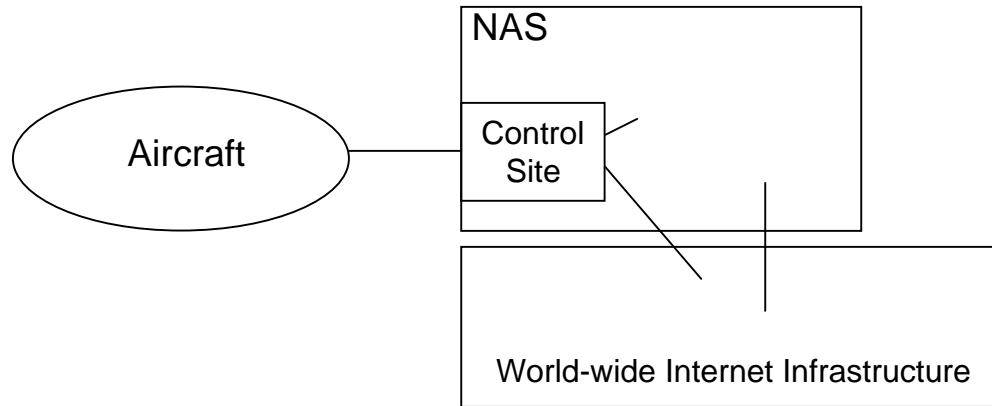 NAS
Aircraft
Control
Site
World-wide Internet Infrastructure